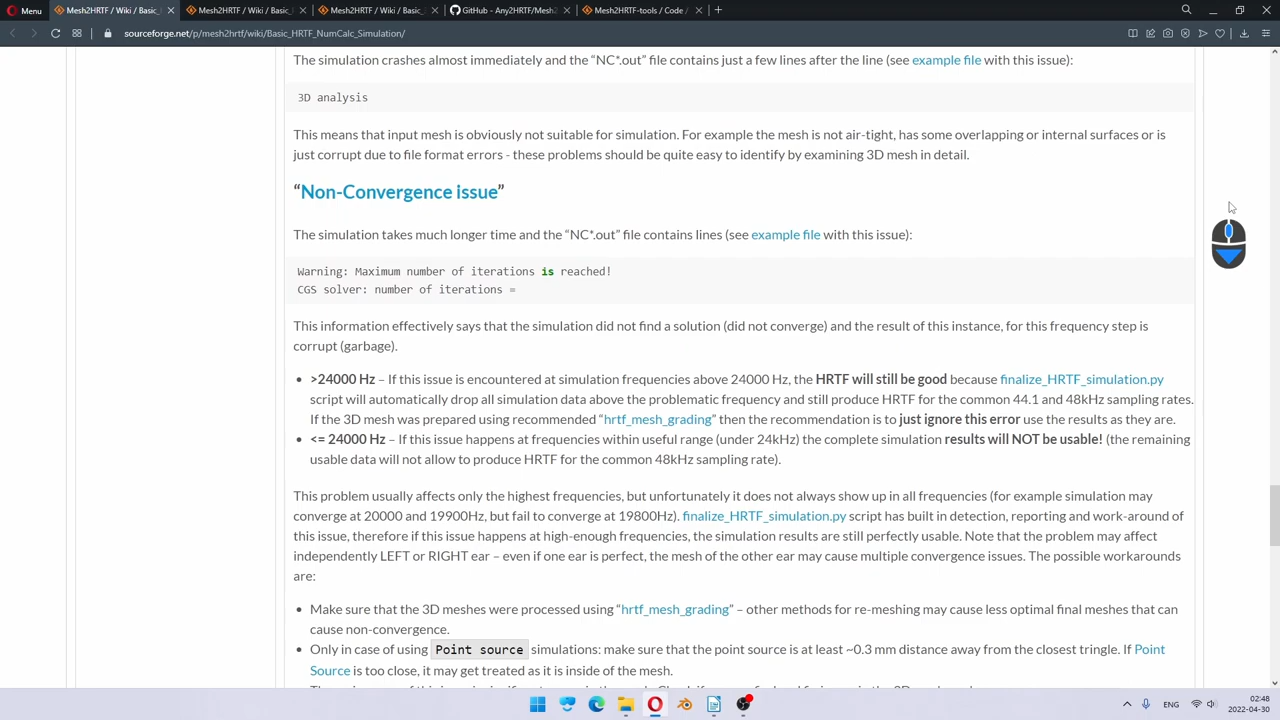 Menu
Mesh2HRTF / Wiki / Basic_
Mesh2HRTF / Wiki / Basic_
Mesh2HRTF / Wiki / Basic_
GitHub - Any2HRTF/Mesh2
Mesh2HRTF-tools / Code /
sourceforge.net/p/mesh2hrtf/wiki/Basic_HRTF_NumCalc_Simulation/
The simulation crashes almost immediately and the “NC*.out” file contains just a few lines after the line (see example file with this issue):
3D analysis
This means that input mesh is obviously not suitable for simulation. For example the mesh is not air-tight, has some overlapping or internal surfaces or is
just corrupt due to file format errors - these problems should be quite easy to identify by examining 3D mesh in detail.
“Non-Convergence issue”
The simulation takes much longer time and the “NC*.out” file contains lines (see example file with this issue):
Warning: Maximum number of iterations is reached!
CGS solver: number of iterations =
This information effectively says that the simulation did not find a solution (did not converge) and the result of this instance, for this frequency step is
corrupt (garbage).
• >24000 Hz – If this issue is encountered at simulation frequencies above 24000 Hz, the HRTF will still be good because finalize_HRTF_simulation.py
script will automatically drop all simulation data above the problematic frequency and still produce HRTF for the common 44.1 and 48kHz sampling rates.
If the 3D mesh was prepared using recommended “hrtf_mesh_grading” then the recommendation is to just ignore this error use the results as they are.
• <= 24000 Hz – If this issue happens at frequencies within useful range (under 24kHz) the complete simulation results will NOT be usable! (the remaining
usable data will not allow to produce HRTF for the common 48kHz sampling rate).
This problem usually affects only the highest frequencies, but unfortunately it does not always show up in all frequencies (for example simulation may
converge at 20000 and 19900Hz, but fail to converge at 19800Hz). finalize_HRTF_simulation.py script has built in detection, reporting and work-around of
this issue, therefore if this issue happens at high-enough frequencies, the simulation results are still perfectly usable. Note that the problem may affect
independently LEFT or RIGHT ear – even if one ear is perfect, the mesh of the other ear may cause multiple convergence issues. The possible workarounds
are:
• Make sure that the 3D meshes were processed using “hrtf_mesh_grading” – other methods for re-meshing may cause less optimal final meshes that can
cause non-convergence.
• Only in case of using Point source simulations: make sure that the point source is at least ~0.3 mm distance away from the closest tringle. If Point
Source is too close, it may get treated as it is inside of the mesh.
ENG
02:48
2022-04-30